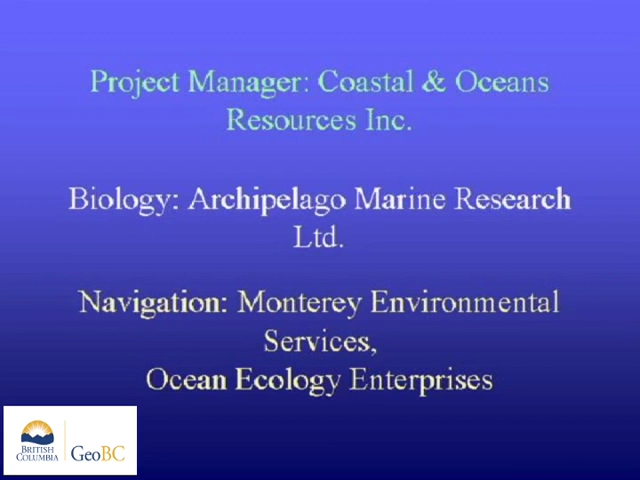 Project Manager: Coastal & Oceans
Resources Inc.
Biology: Archipelago Marine Research
Ltd.
Navigation: Monterey Environmental
Services,
Ocean Ecology Enterprises
BRITISH
COLUMBIA
GeoBC